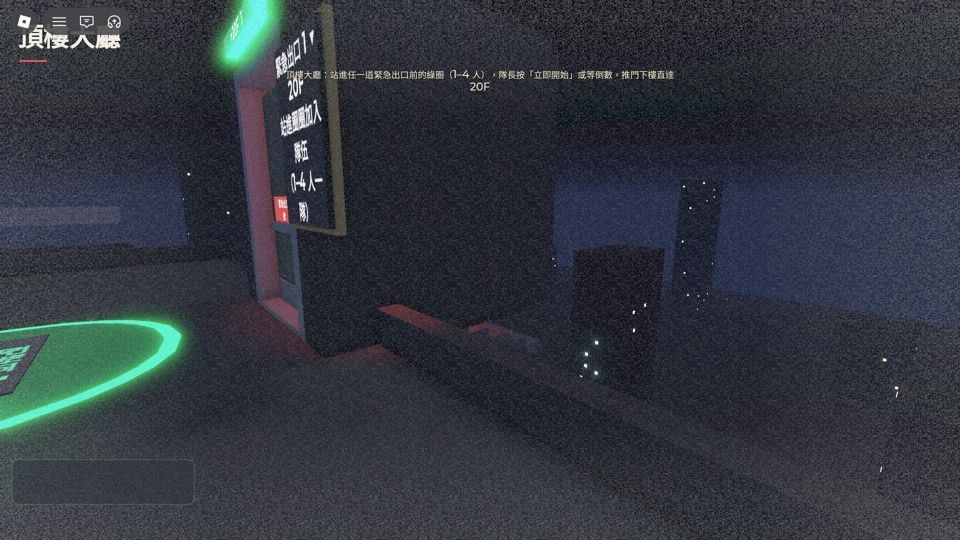 頂樓大廳
頂樓大廳：站進任一道緊急出口前的綠圈（1–4 人），隊長按「立即開始」或等倒數，推門下樓直達
20F
緊急出口 1 ▼
20F
站進圈圈加入
隊伍
(1–4 人一
隊)